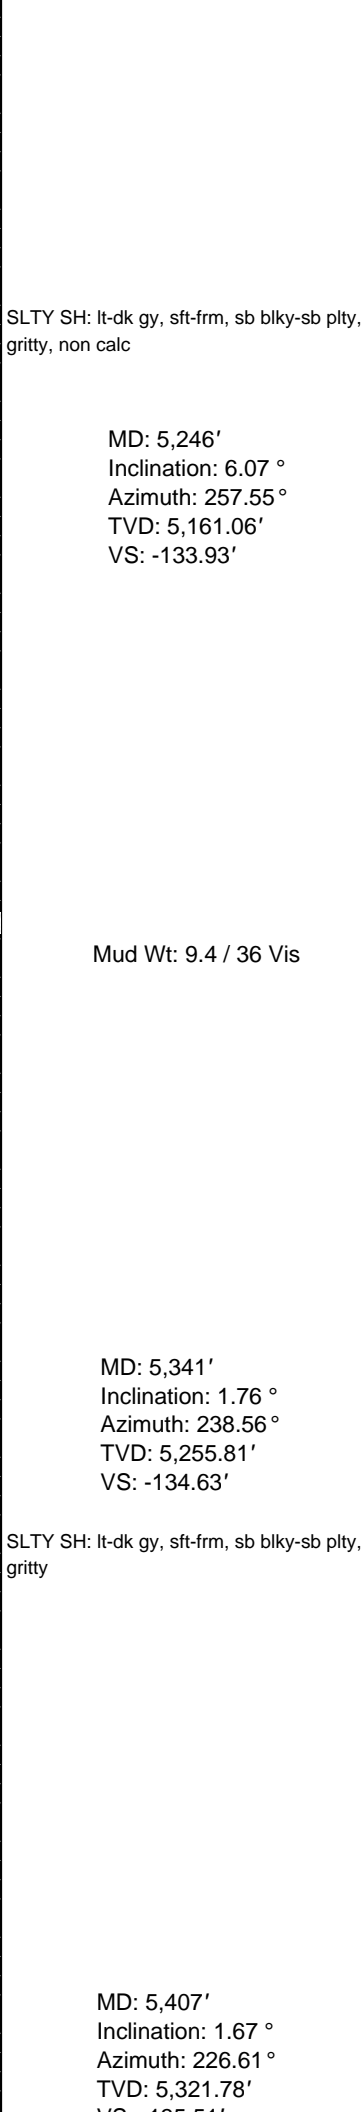 SLTY SH: lt-dk gy, sft-frm, sb blky-sb plty,
gritty, non calc
MD: 5,246′
Inclination: 6.07 °
Azimuth: 257.55°
TVD: 5,161.06′
VS: -133.93′
Mud Wt: 9.4 / 36 Vis
MD: 5,341′
Inclination: 1.76 °
Azimuth: 238.56°
TVD: 5,255.81′
VS: -134.63′
SLTY SH: lt-dk gy, sft-frm, sb blky-sb plty,
gritty
MD: 5,407′
Inclination: 1.67 °
Azimuth: 226.61°
TVD: 5,321.78′